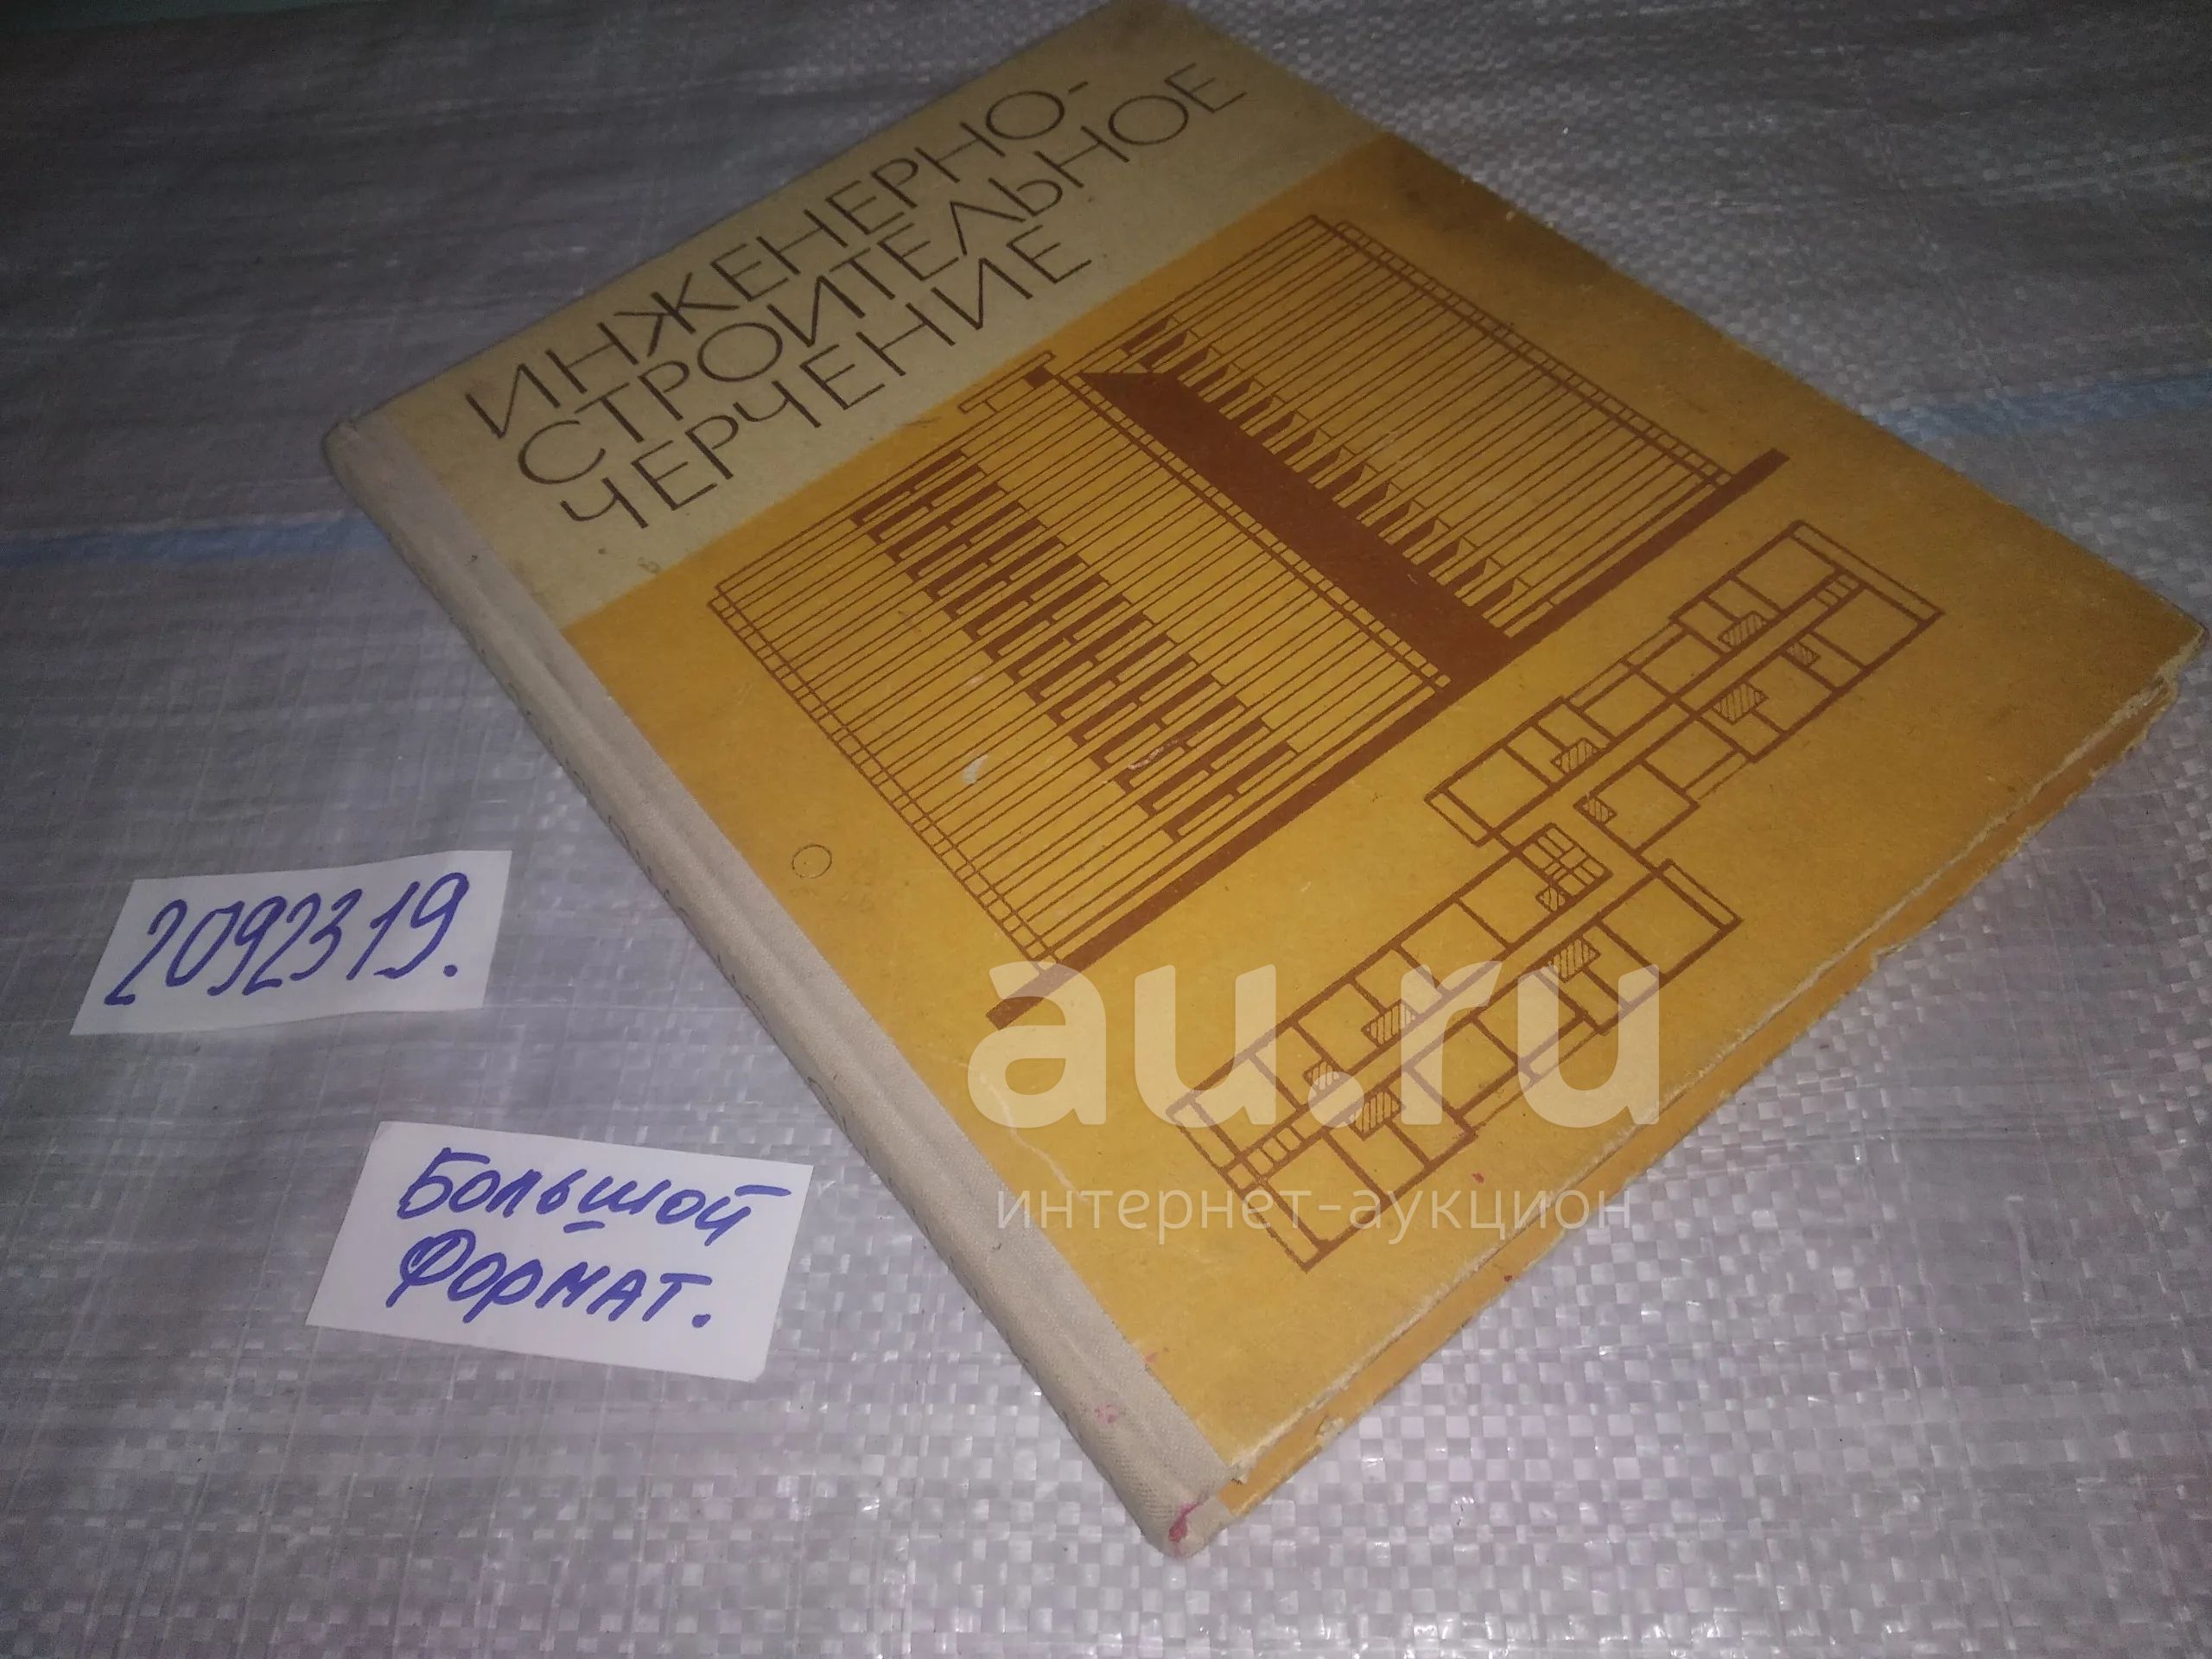 ИНЖЕНЕРНО-
СТРОИТЕЛЬНОЕ
ЧЕРЧЕНИЕ
2092319.
Большой
Формат.
au.ru
интернет-аукцион